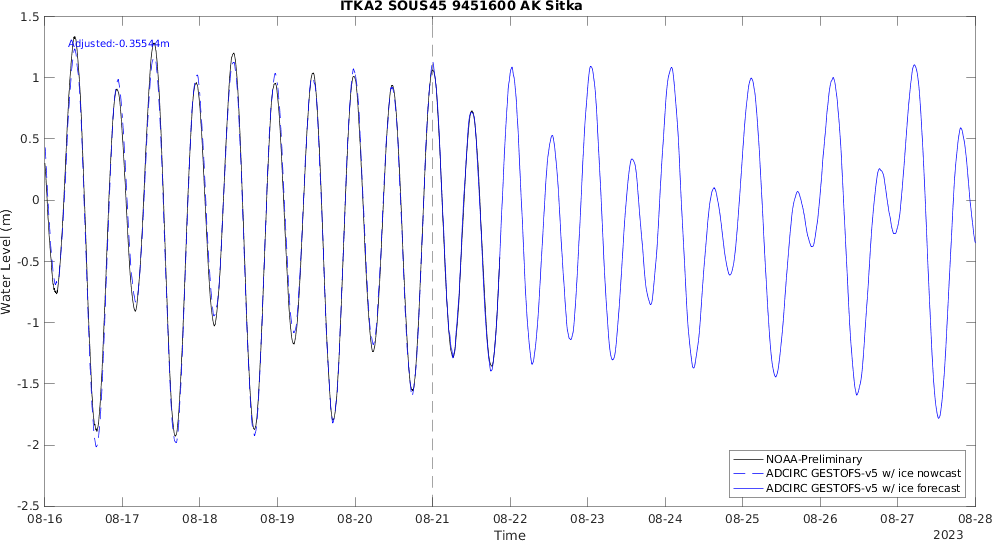 ITKA2 SOUS45 9451600 AK Sitka
Adjusted:-0.35544m
1.5
1
0.5
0
-0.5
-1
-1.5
-2
-2.5
Water Level (m)
NOAA-Preliminary
ADCIRC GESTOFS-v5 w/ ice nowcast
ADCIRC GESTOFS-v5 w/ ice forecast
08-16 08-17 08-18 08-19 08-20 08-21 08-22 08-23 08-24 08-25 08-26 08-27 08-28
Time
2023